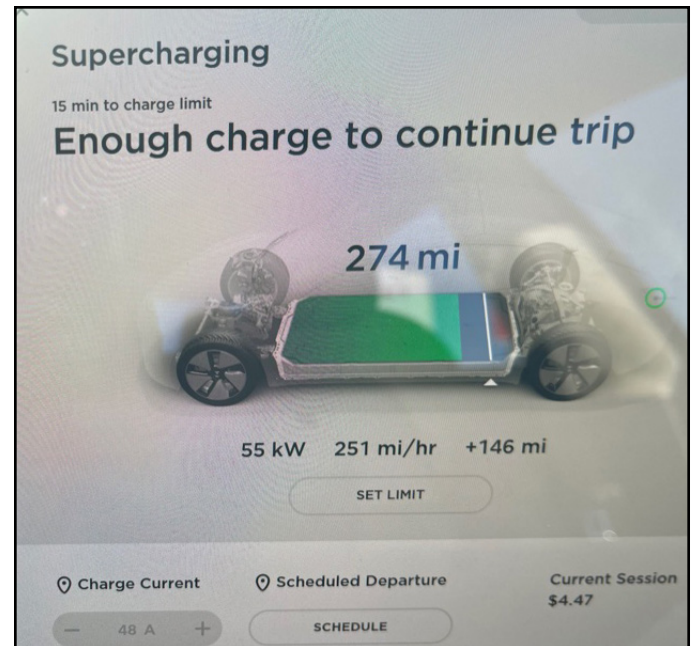 Supercharging
15 min to charge limit
Enough charge to continue trip
274 mi
55 kW 251 mi/hr +146 mi
SET LIMIT
Charge Current Scheduled Departure Current Session
$4.47
− 48 A + SCHEDULE